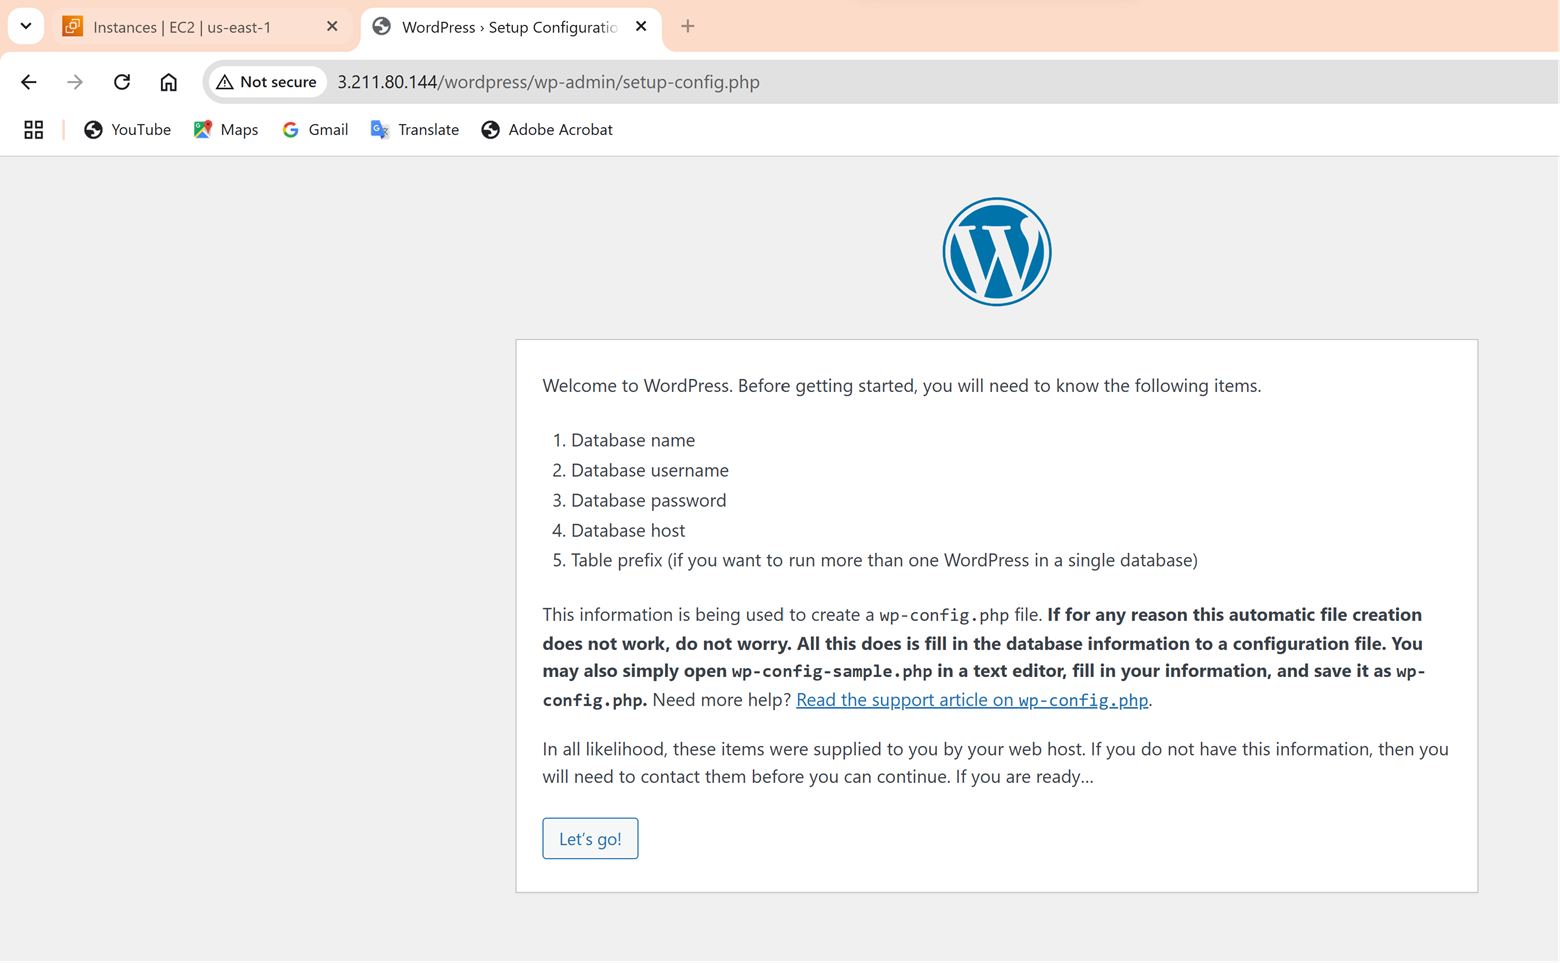 Instances | EC2 | us-east-1
WordPress › Setup Configuratio
Not secure
3.211.80.144/wordpress/wp-admin/setup-config.php
YouTube
Maps
Gmail
Translate
Adobe Acrobat
Welcome to WordPress. Before getting started, you will need to know the following items.
1. Database name
2. Database username
3. Database password
4. Database host
5. Table prefix (if you want to run more than one WordPress in a single database)
This information is being used to create a wp-config.php file. If for any reason this automatic file creation
does not work, do not worry. All this does is fill in the database information to a configuration file. You
may also simply open wp-config-sample.php in a text editor, fill in your information, and save it as wp-
config.php. Need more help? Read the support article on wp-config.php.
In all likelihood, these items were supplied to you by your web host. If you do not have this information, then you
will need to contact them before you can continue. If you are ready…
Let’s go!